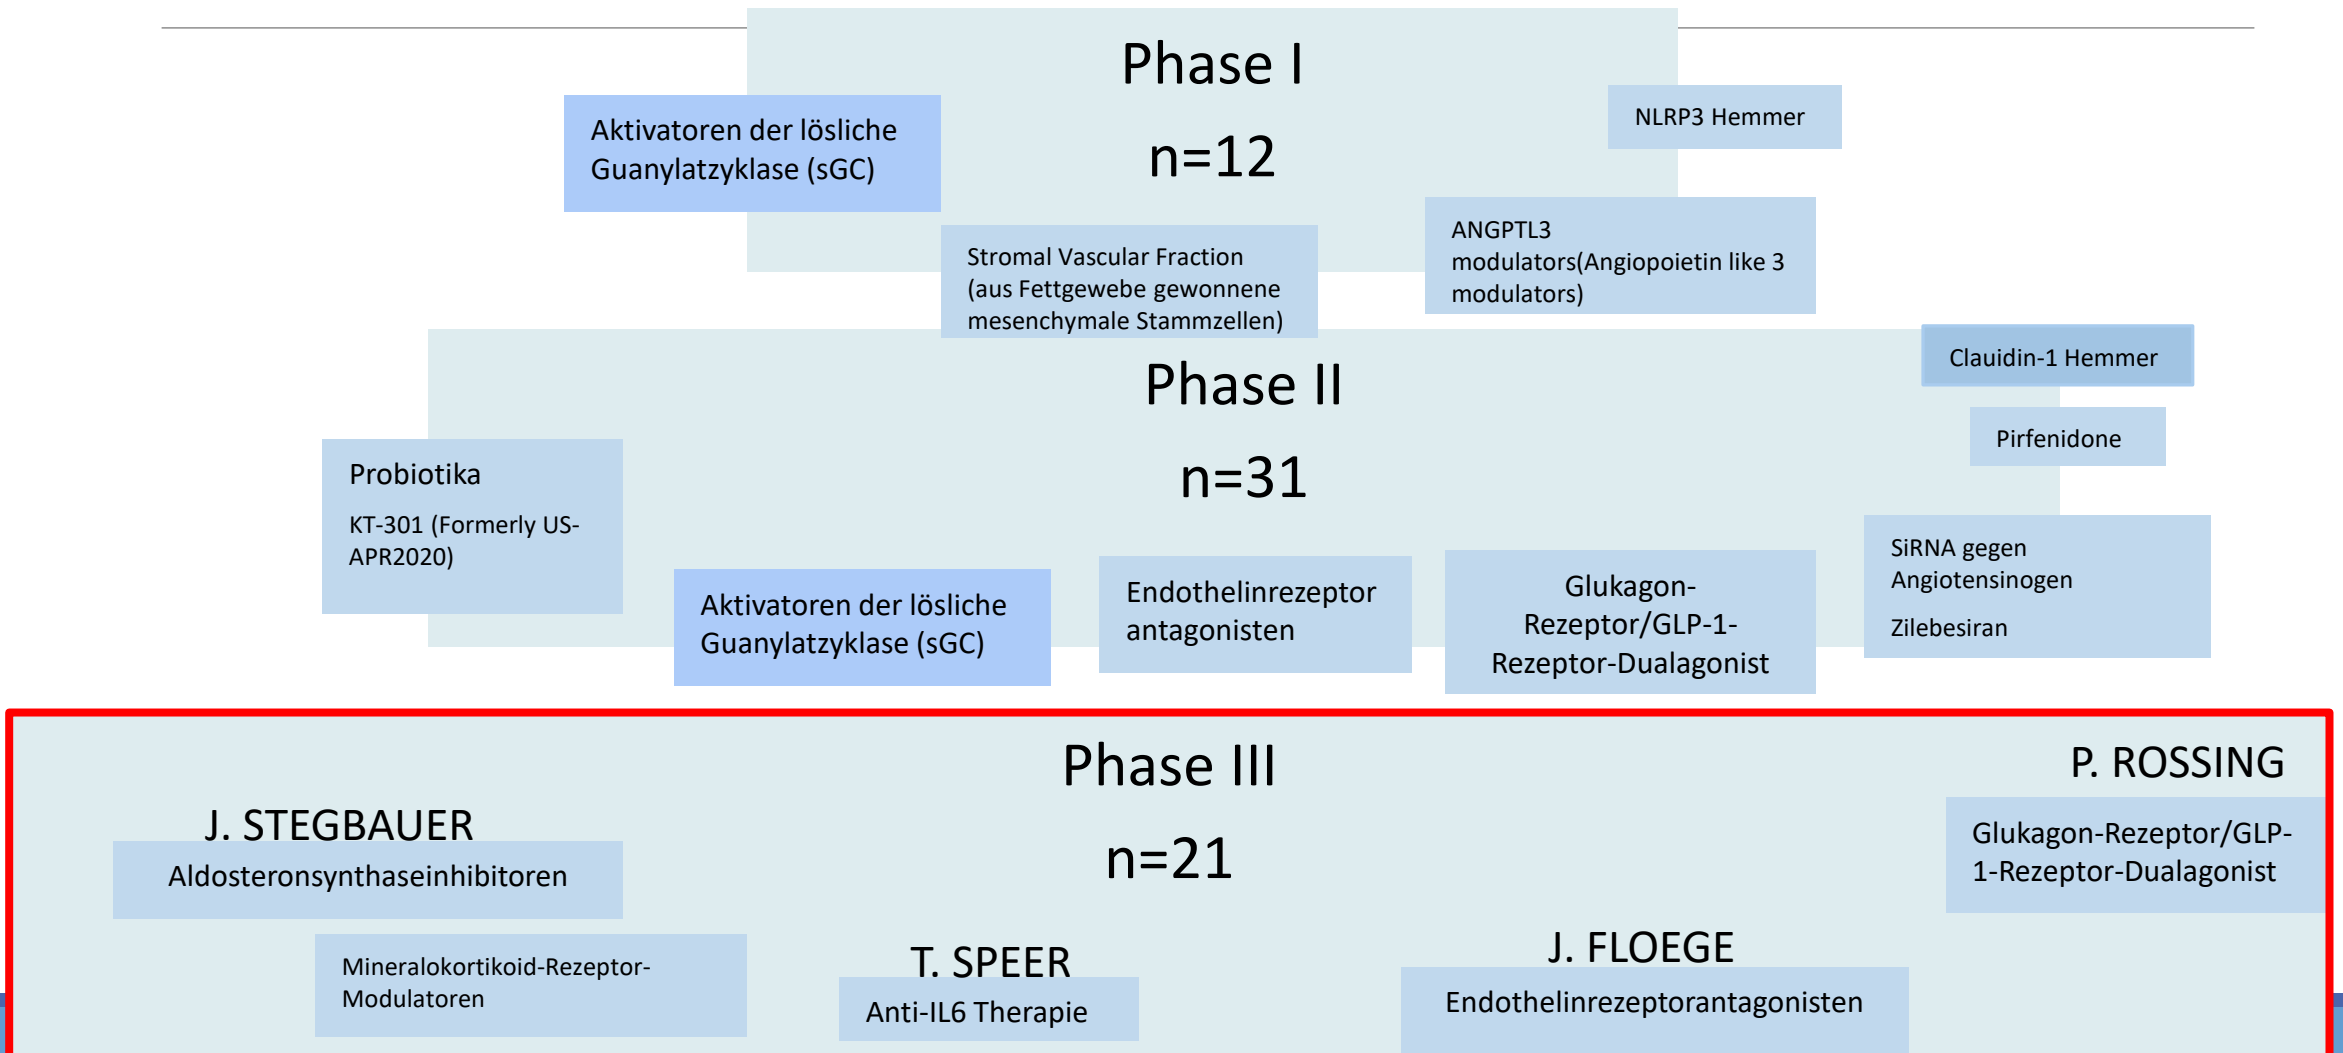 Phase I
n=12
Aktivatoren der lösliche
Guanylatzyklase (sGC)
NLRP3 Hemmer
Stromal Vascular Fraction
(aus Fettgewebe gewonnene
mesenchymale Stammzellen)
ANGPTL3
modulators(Angiopoietin like 3
modulators)
Phase II
n=31
Clauidin-1 Hemmer
Pirfenidone
Probiotika
KT-301 (Formerly US-
APR2020)
Aktivatoren der lösliche
Guanylatzyklase (sGC)
Endothelinrezeptor
antagonisten
Glukagon-
Rezeptor/GLP-1-
Rezeptor-Dualagonist
SiRNA gegen
Angiotensinogen
Zilebesiran
Phase III
n=21
J. STEGBAUER
Aldosteronsynthaseinhibitoren
Mineralokortikoid-Rezeptor-
Modulatoren
T. SPEER
Anti-IL6 Therapie
J. FLOEGE
Endothelinrezeptorantagonisten
P. ROSSING
Glukagon-Rezeptor/GLP-
1-Rezeptor-Dualagonist